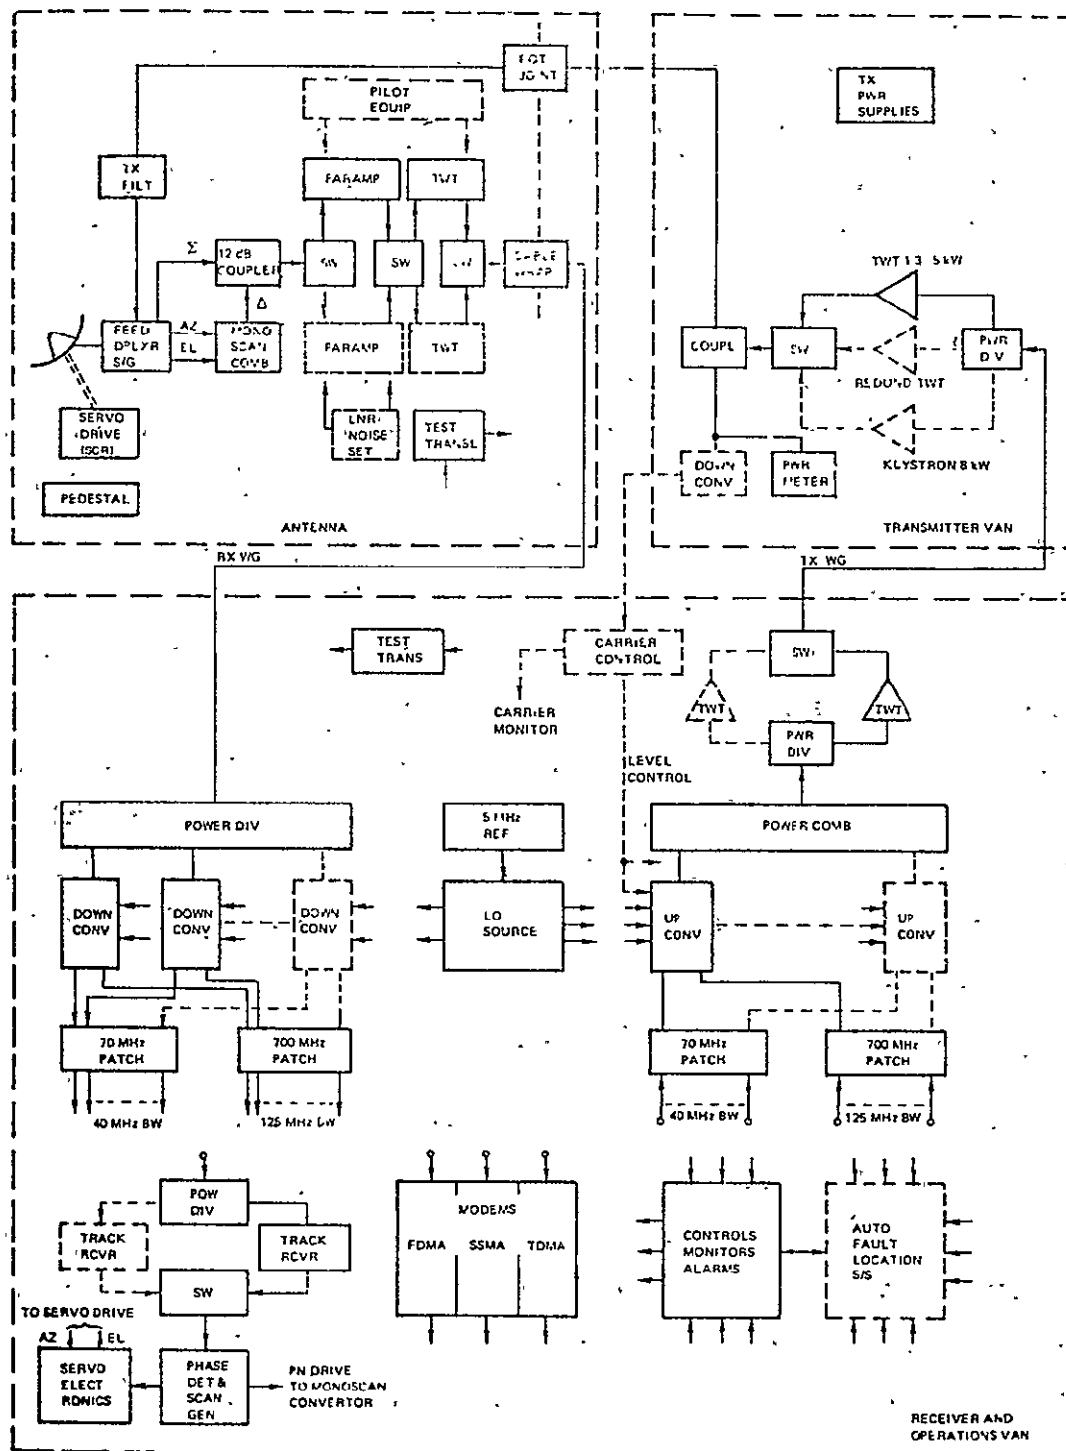 JOINT
PILOT
EQUIP
TX
PWR
SUPPLIES
TX
FILT
PARAMP
TWT
Σ
12 dB
COUPLER
SW
SW
SW
CABLE
WRAP
TWT 1.3 - 5 kW
Δ
FEED
DPLXR
S/G
AZ
EL
MONO
SCAN
COMB
PARAMP
TWT
COUPL
SW
PWR
DIV
REDUND TWT
SERVO
DRIVE
(SCR)
LNR
NOISE
SET
TEST
TRANSL
DOWN
CONV
PWR
METER
KLYSTRON 8 kW
PEDESTAL
ANTENNA
TRANSMITTER VAN
RX WG
TX WG
TEST
TRANS
CARRIER
CONTROL
SW
CARRIER
MONITOR
TWT
TWT
PWR
DIV
LEVEL
CONTROL
POWER DIV
5 MHz
REF
POWER COMB
DOWN
CONV
DOWN
CONV
DOWN
CONV
LO
SOURCE
UP
CONV
UP
CONV
70 MHz
PATCH
700 MHz
PATCH
70 MHz
PATCH
700 MHz
PATCH
40 MHz BW
125 MHz BW
40 MHz BW
125 MHz BW
POW
DIV
TRACK
RCVR
TRACK
RCVR
SW
MODEMS
FDMA SSMA TDMA
CONTROLS
MONITORS
ALARMS
AUTO
FAULT
LOCATION
S/S
TO SERVO DRIVE
AZ EL
SERVO
ELECT
RONICS
PHASE
DET &
SCAN
GEN
PN DRIVE
TO MONOSCAN
CONVERTOR
RECEIVER AND
OPERATIONS VAN